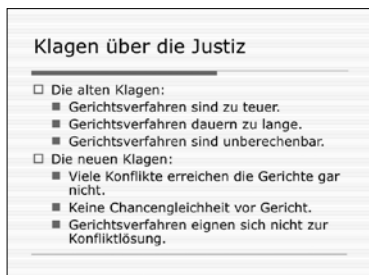 Klagen über die Justiz
Die alten Klagen:
Gerichtsverfahren sind zu teuer.
Gerichtsverfahren dauern zu lange.
Gerichtsverfahren sind unberechenbar.
Die neuen Klagen:
Viele Konflikte erreichen die Gerichte gar
nicht.
Keine Chancengleichheit vor Gericht.
Gerichtsverfahren eignen sich nicht zur
Konfliktlösung.